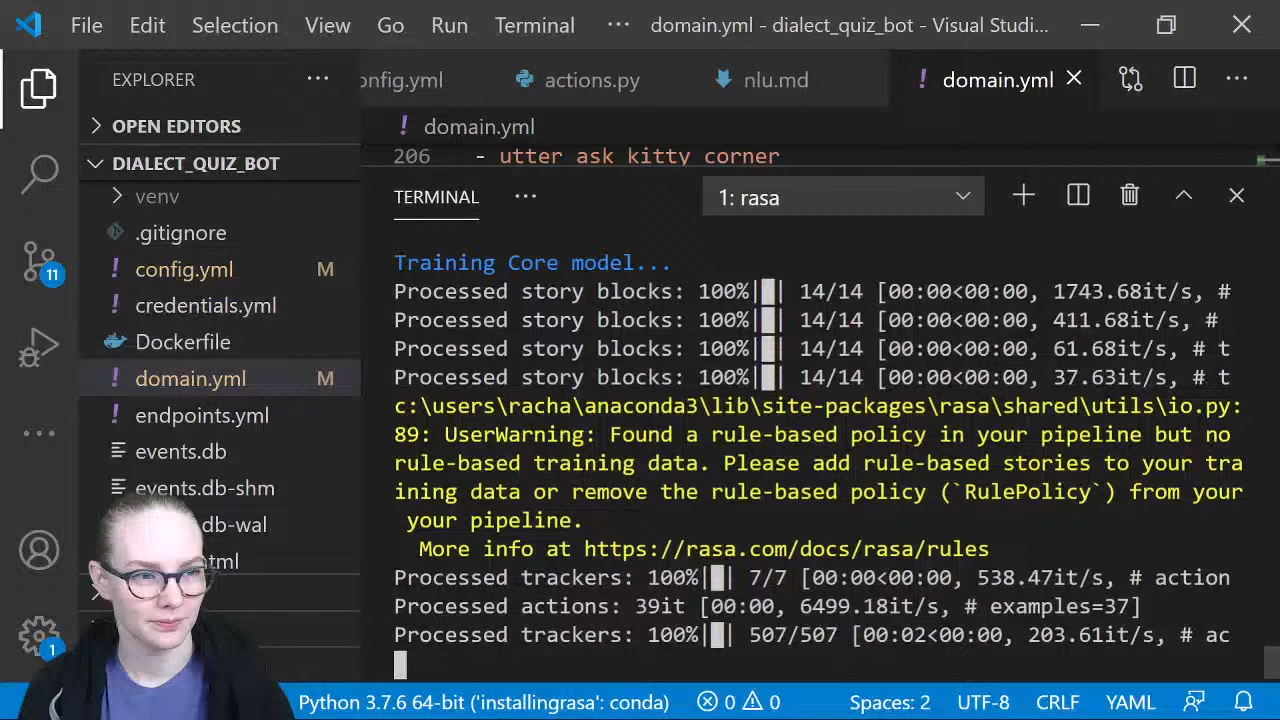 File Edit Selection View Go Run Terminal ··· domain.yml - dialect_quiz_bot - Visual Studi...
EXPLORER ···
onfig.yml actions.py nlu.md ! domain.yml ···
OPEN EDITORS
! domain.yml
DIALECT_QUIZ_BOT
206 - utter ask kitty corner
venv
.gitignore
! config.yml M
! credentials.yml
Dockerfile
! domain.yml M
! endpoints.yml
events.db
events.db-shm
db-wal
tml
11
1
TERMINAL ··· 1: rasa
Training Core model...
Processed story blocks: 100%|█| 14/14 [00:00<00:00, 1743.68it/s, #
Processed story blocks: 100%|█| 14/14 [00:00<00:00, 411.68it/s, #
Processed story blocks: 100%|█| 14/14 [00:00<00:00, 61.68it/s, # t
Processed story blocks: 100%|█| 14/14 [00:00<00:00, 37.63it/s, # t
c:\users\racha\anaconda3\lib\site-packages\rasa\shared\utils\io.py:
89: UserWarning: Found a rule-based policy in your pipeline but no
rule-based training data. Please add rule-based stories to your tra
ining data or remove the rule-based policy (`RulePolicy`) from your
your pipeline.
More info at https://rasa.com/docs/rasa/rules
Processed trackers: 100%|█| 7/7 [00:00<00:00, 538.47it/s, # action
Processed actions: 39it [00:00, 6499.18it/s, # examples=37]
Processed trackers: 100%|█| 507/507 [00:02<00:00, 203.61it/s, # ac
Python 3.7.6 64-bit ('installingrasa': conda) 0 0 Spaces: 2 UTF-8 CRLF YAML